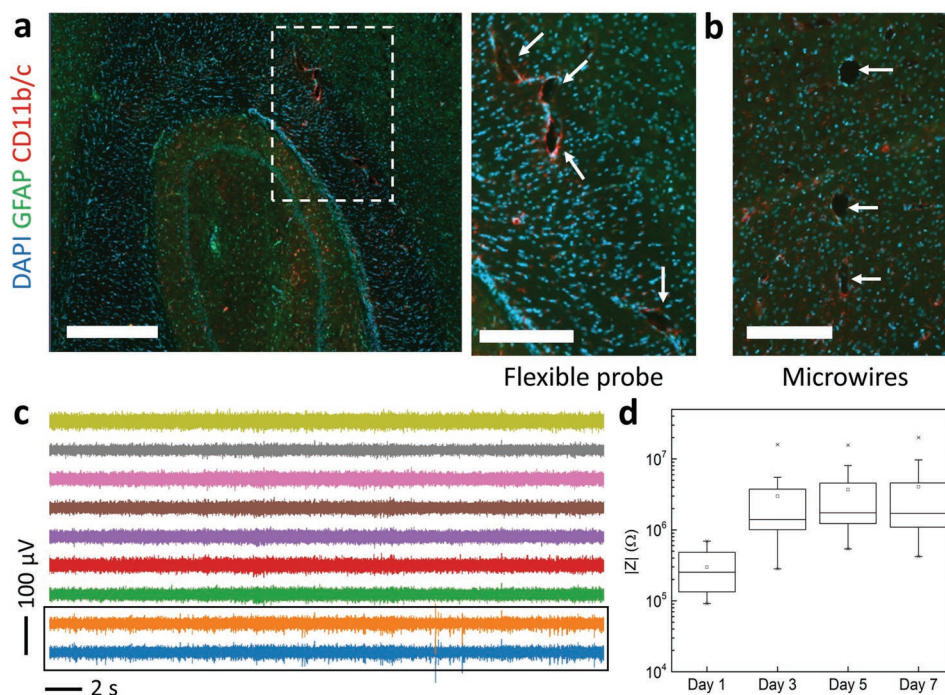 a
b
DAPI GFAP CD11b/c
Flexible probe
Microwires
c
100 µV
2 s
d
|Z| (Ω)
10⁷
10⁶
10⁵
10⁴
Day 1 Day 3 Day 5 Day 7